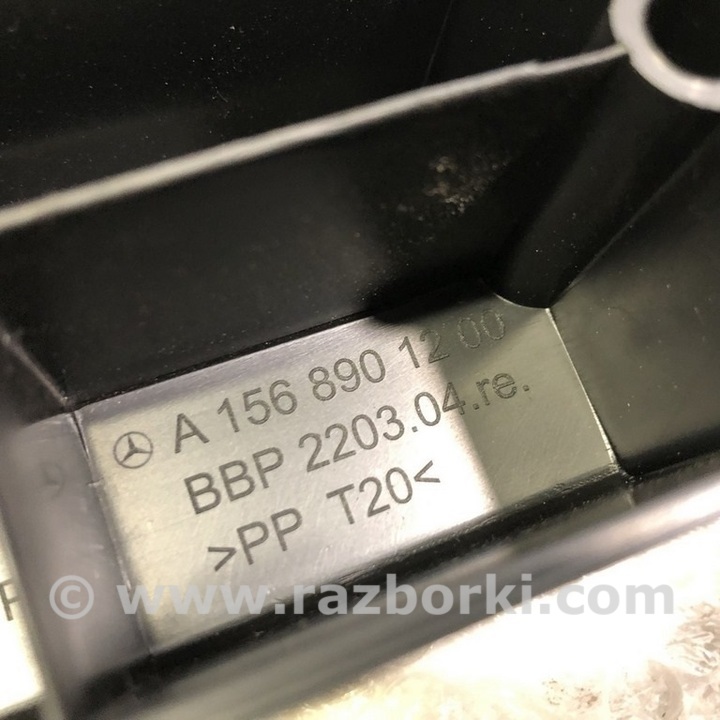 A 156 890 12 00
BBP 2203.04.re.
>PP T20<
© www.razborki.com